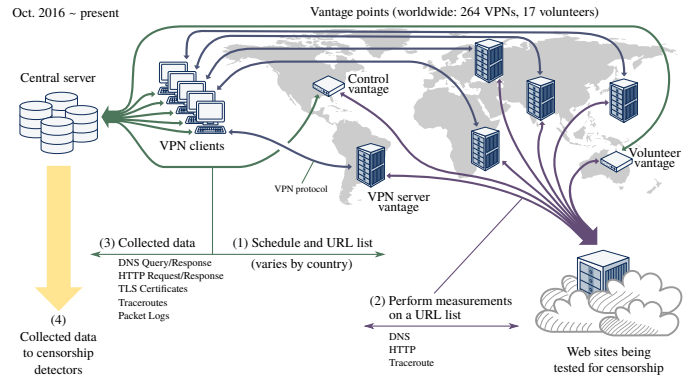 Oct. 2016 ~ present
Vantage points (worldwide: 264 VPNs, 17 volunteers)
Central server
Control
vantage
VPN clients
Volunteer
vantage
VPN protocol
VPN server
vantage
(3) Collected data
DNS Query/Response
HTTP Request/Response
TLS Certificates
Traceroutes
Packet Logs
(1) Schedule and URL list
(varies by country)
(2) Perform measurements
on a URL list
DNS
HTTP
Traceroute
(4)
Collected data
to censorship
detectors
Web sites being
tested for censorship